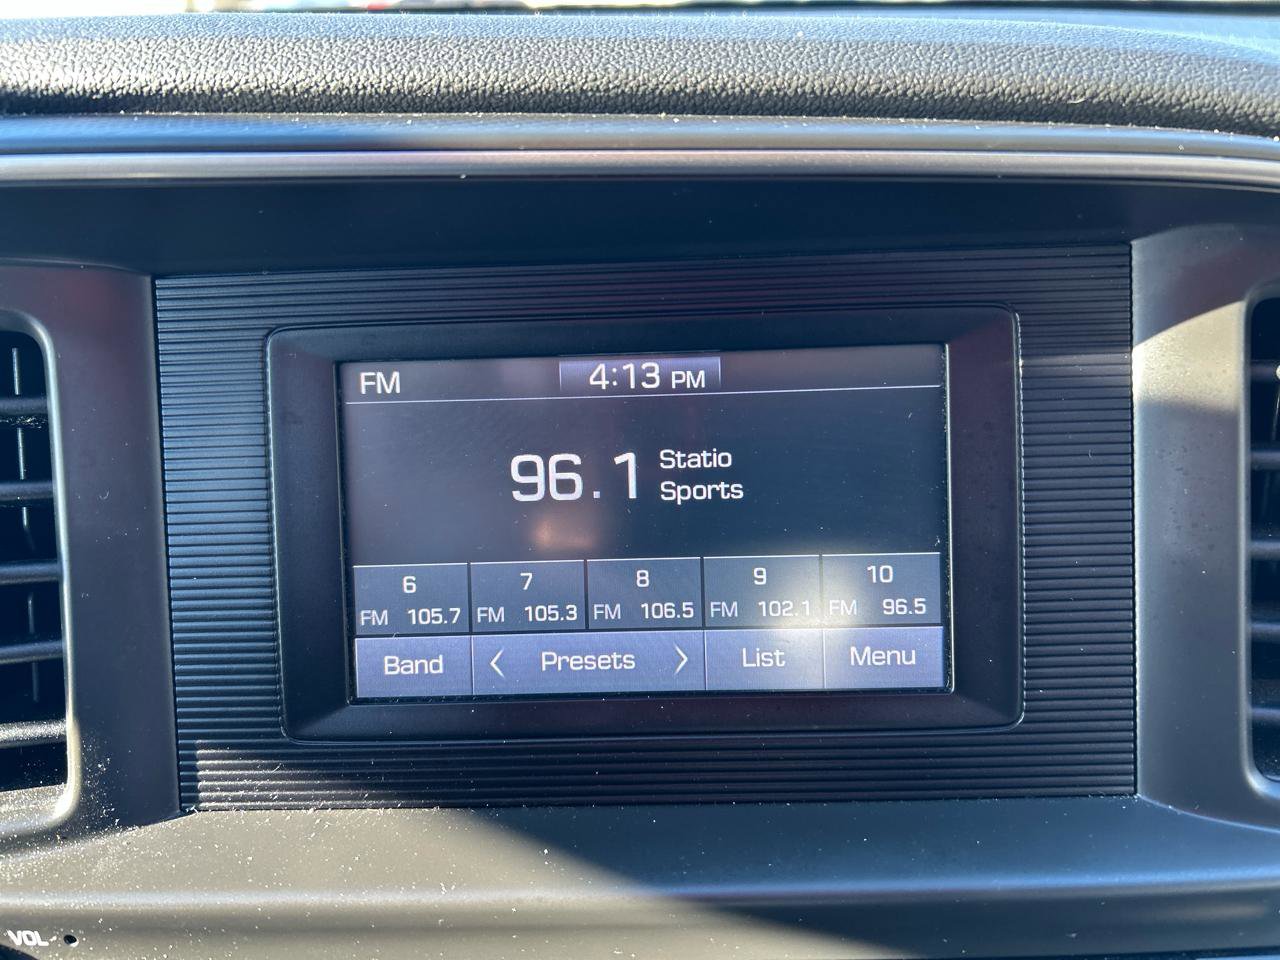 FM 4:13 PM
96.1 Statio
Sports
6 7 8 9 10
FM 105.7 FM 105.3 FM 106.5 FM 102.1 FM 96.5
Band < Presets > List Menu
VOL